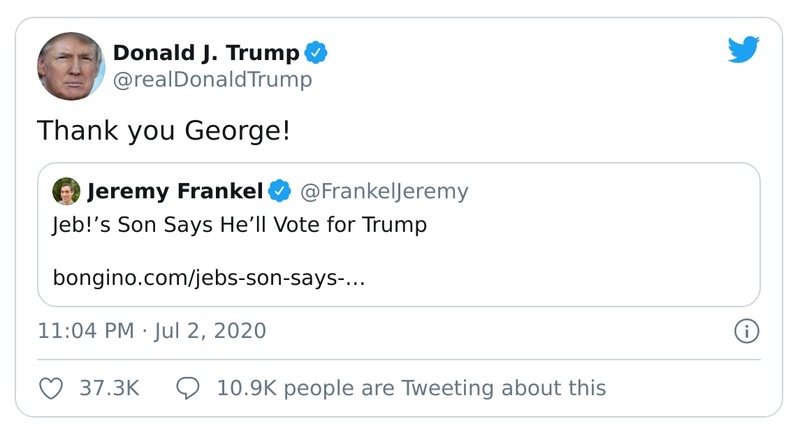 Donald J. Trump
@realDonaldTrump
Thank you George!
Jeremy Frankel @FrankelJeremy
Jeb!’s Son Says He’ll Vote for Trump
bongino.com/jebs-son-says-…
11:04 PM · Jul 2, 2020
37.3K 10.9K people are Tweeting about this